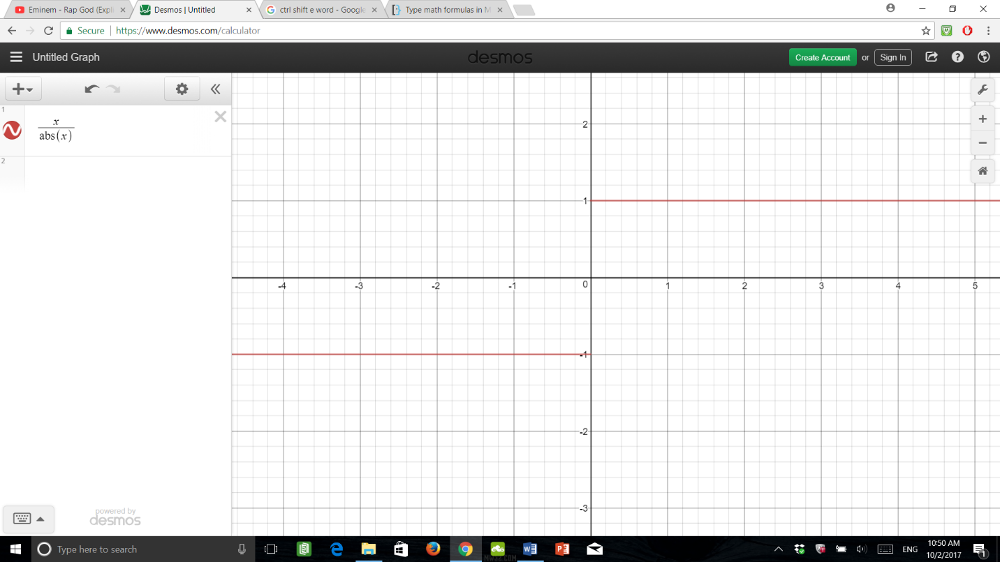 Eminem - Rap God (Expli
Desmos | Untitled
ctrl shift e word - Google
Type math formulas in M
Secure
https://www.desmos.com/calculator
Untitled Graph
desmos
Create Account
or
Sign In
1
x
abs(x)
2
powered by
desmos
2
1
-4 -3 -2 -1 0 1 2 3 4 5
-1
-2
-3
Type here to search
ENG
10:50 AM
10/2/2017
1